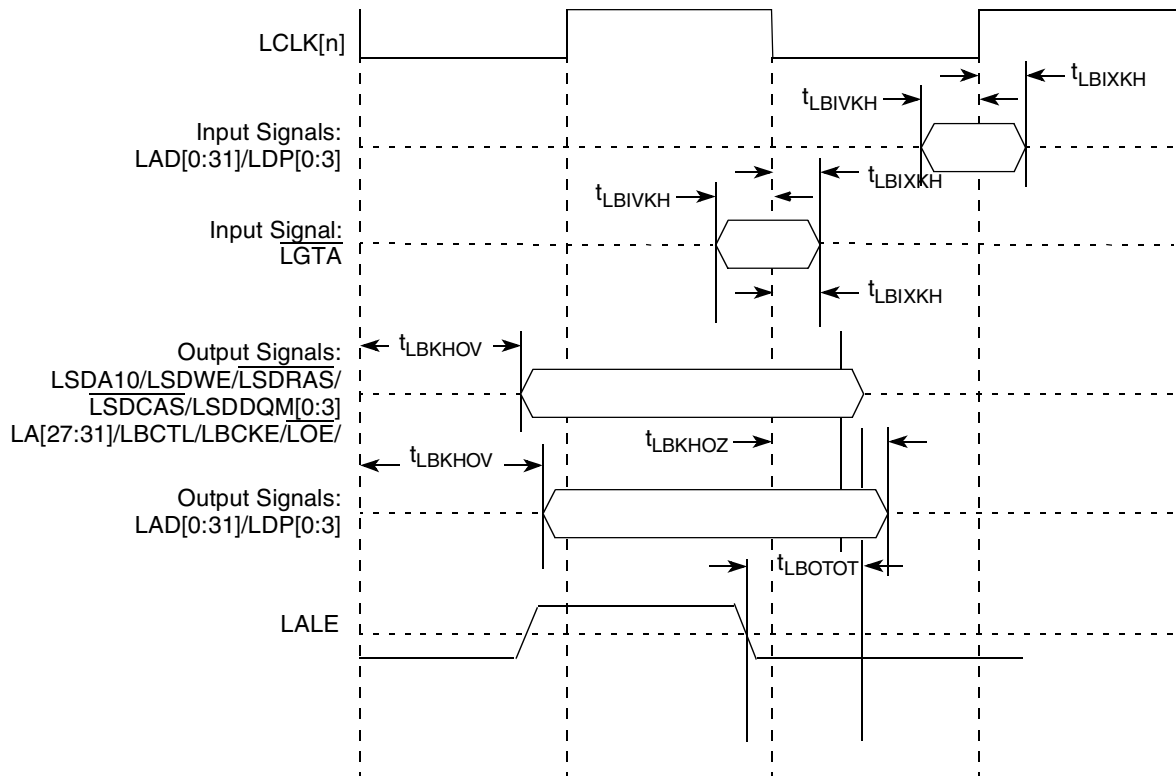 LCLK[n]
tLBIXKH
tLBIVKH
Input Signals:
LAD[0:31]/LDP[0:3]
tLBIXKH
tLBIVKH
Input Signal:
LGTA
tLBIXKH
tLBKHOV
Output Signals:
LSDA10/LSDWE/LSDRAS/
LSDCAS/LSDDQM[0:3]
LA[27:31]/LBCTL/LBCKE/LOE/
tLBKHOZ
tLBKHOV
Output Signals:
LAD[0:31]/LDP[0:3]
tLBOTOT
LALE